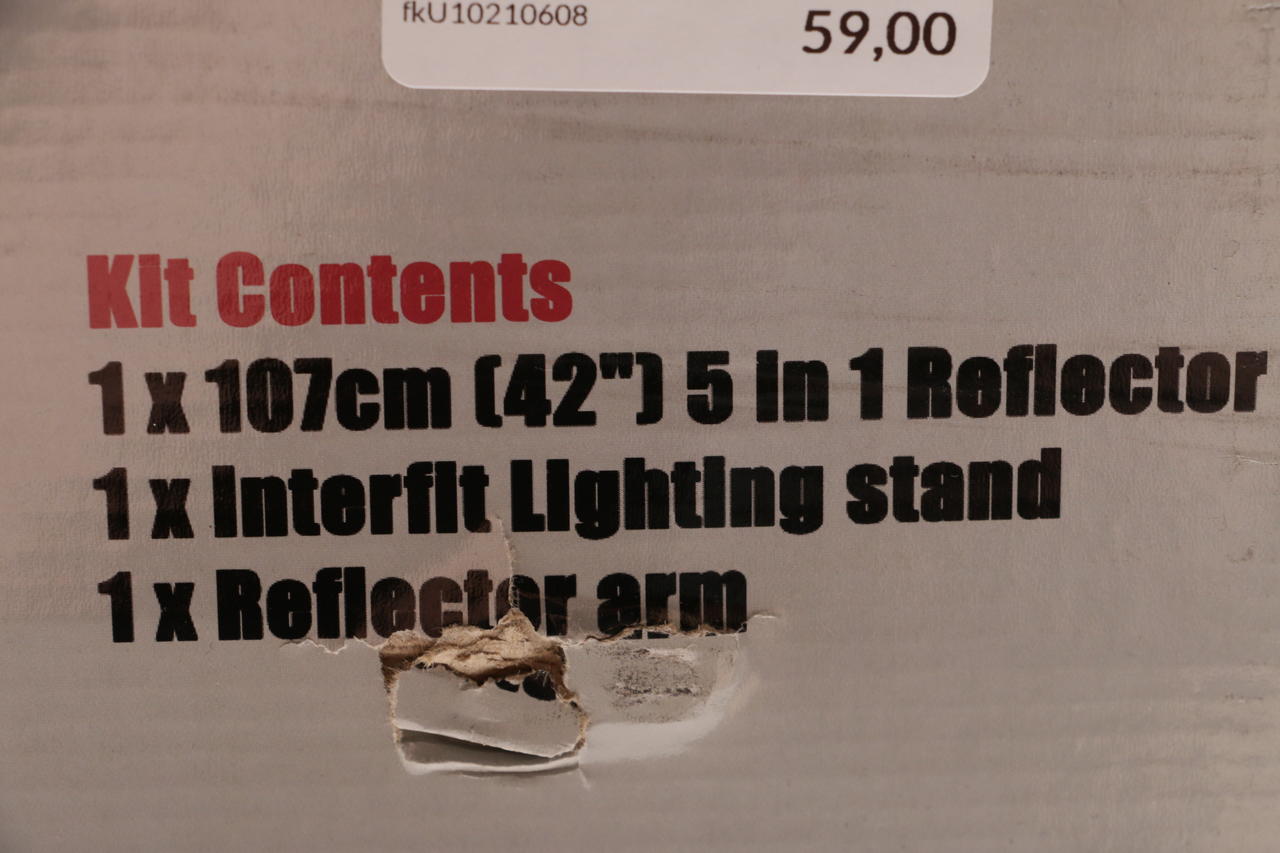 fkU10210608 59,00
Kit Contents
1 x 107cm (42") 5 in 1 Reflector
1 x Interfit Lighting stand
1 x Reflector arm